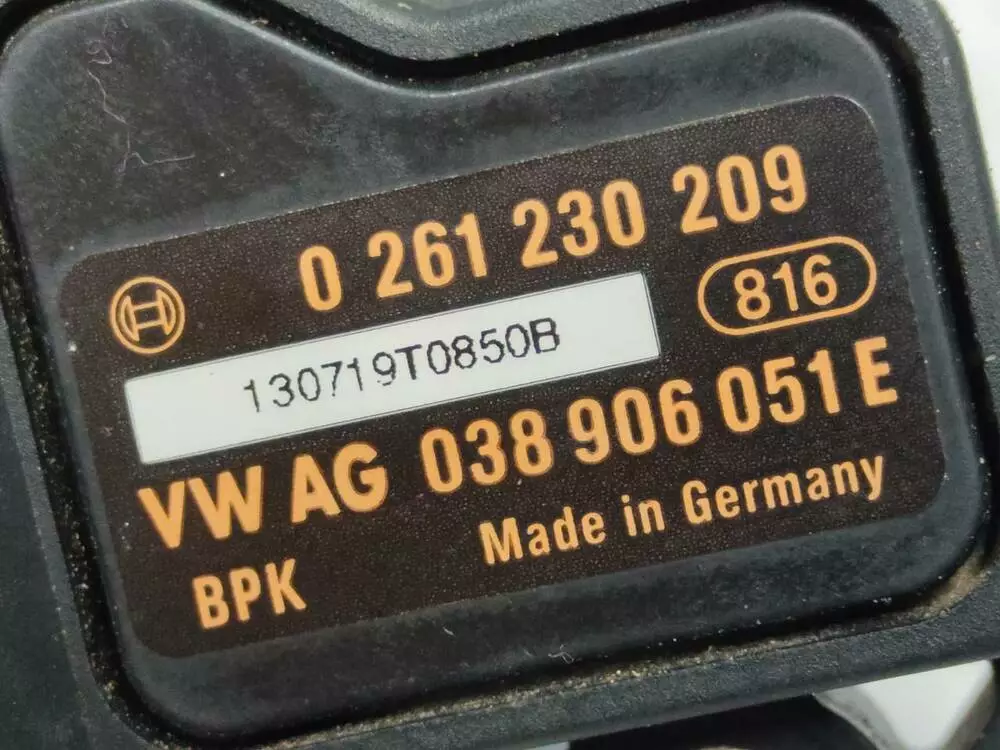 0 261 230 209
816
130719T0850B
VW AG 038 906 051 E
Made in Germany
BPK